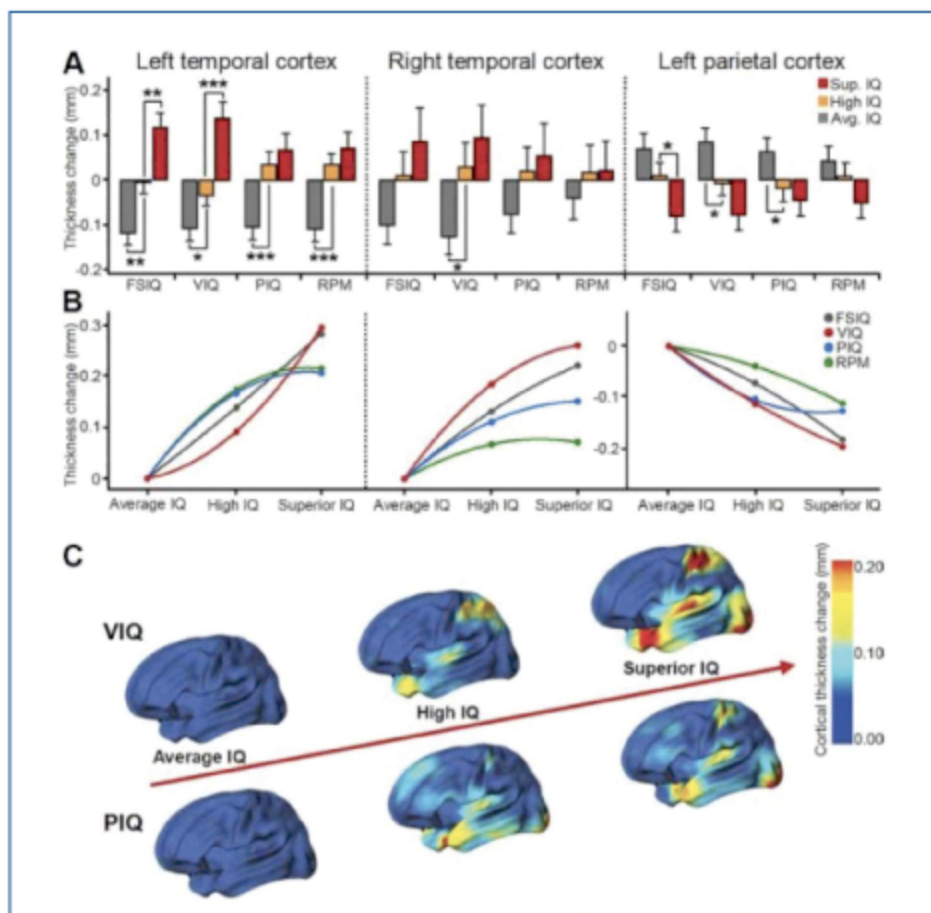 A
Left temporal cortex
Right temporal cortex
Left parietal cortex
Thickness change (mm)
0.2
0.1
0
-0.1
-0.2
** *** ** * *** ***
*
* * *
Sup. IQ
High IQ
Avg. IQ
FSIQ VIQ PIQ RPM
FSIQ VIQ PIQ RPM
FSIQ VIQ PIQ RPM
B
Thickness change (mm)
0.3
0.2
0.1
0
0
-0.1
-0.2
FSIQ
VIQ
PIQ
RPM
Average IQ High IQ Superior IQ
Average IQ High IQ Superior IQ
Average IQ High IQ Superior IQ
C
VIQ
Average IQ
High IQ
Superior IQ
PIQ
Cortical thickness change (mm)
0.20
0.10
0.00